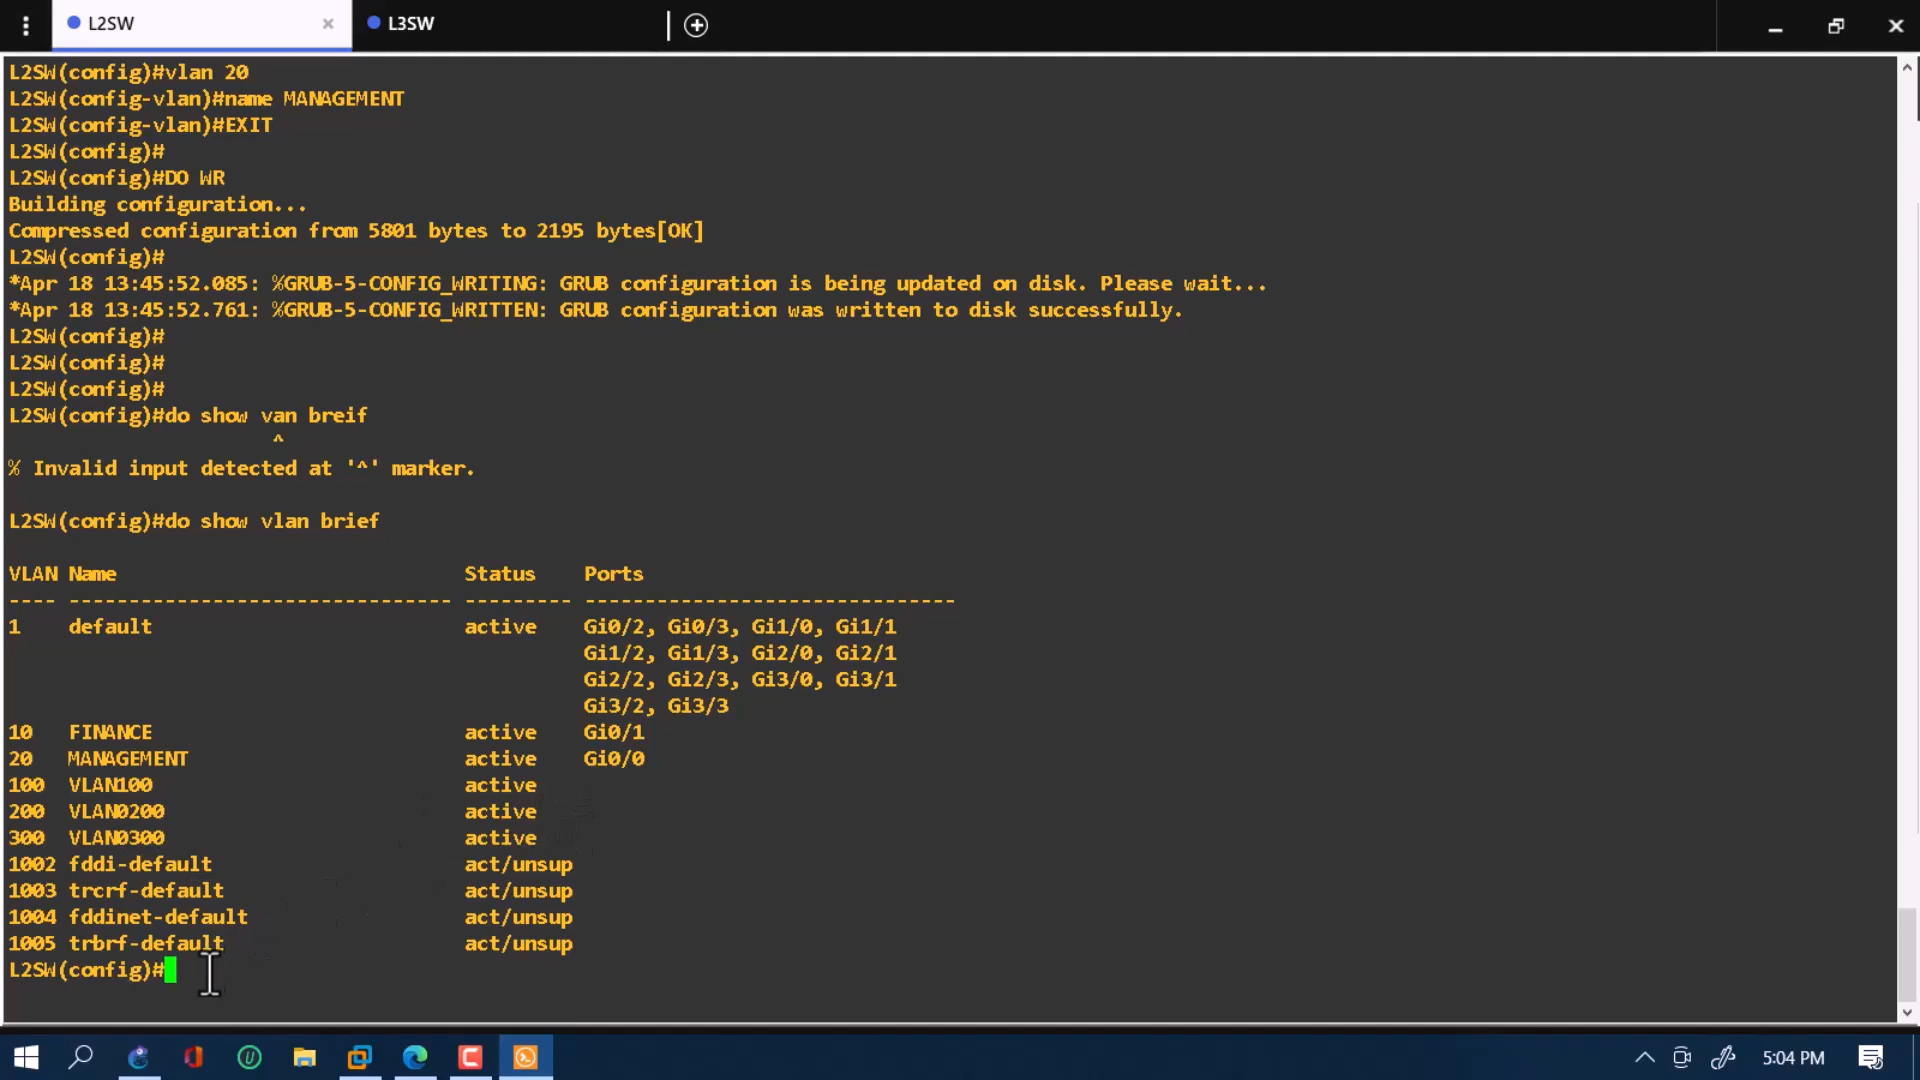 L2SW
L3SW
L2SW(config)#vlan 20
L2SW(config-vlan)#name MANAGEMENT
L2SW(config-vlan)#EXIT
L2SW(config)#
L2SW(config)#DO WR
Building configuration...
Compressed configuration from 5801 bytes to 2195 bytes[OK]
L2SW(config)#
*Apr 18 13:45:52.085: %GRUB-5-CONFIG_WRITING: GRUB configuration is being updated on disk. Please wait...
*Apr 18 13:45:52.761: %GRUB-5-CONFIG_WRITTEN: GRUB configuration was written to disk successfully.
L2SW(config)#
L2SW(config)#
L2SW(config)#
L2SW(config)#do show van breif
^
% Invalid input detected at '^' marker.
L2SW(config)#do show vlan brief
VLAN Name Status Ports
---- -------------------------------- --------- -------------------------------
1 default active Gi0/2, Gi0/3, Gi1/0, Gi1/1
Gi1/2, Gi1/3, Gi2/0, Gi2/1
Gi2/2, Gi2/3, Gi3/0, Gi3/1
Gi3/2, Gi3/3
10 FINANCE active Gi0/1
20 MANAGEMENT active Gi0/0
100 VLAN100 active
200 VLAN0200 active
300 VLAN0300 active
1002 fddi-default act/unsup
1003 trcrf-default act/unsup
1004 fddinet-default act/unsup
1005 trbrf-default act/unsup
L2SW(config)#
5:04 PM